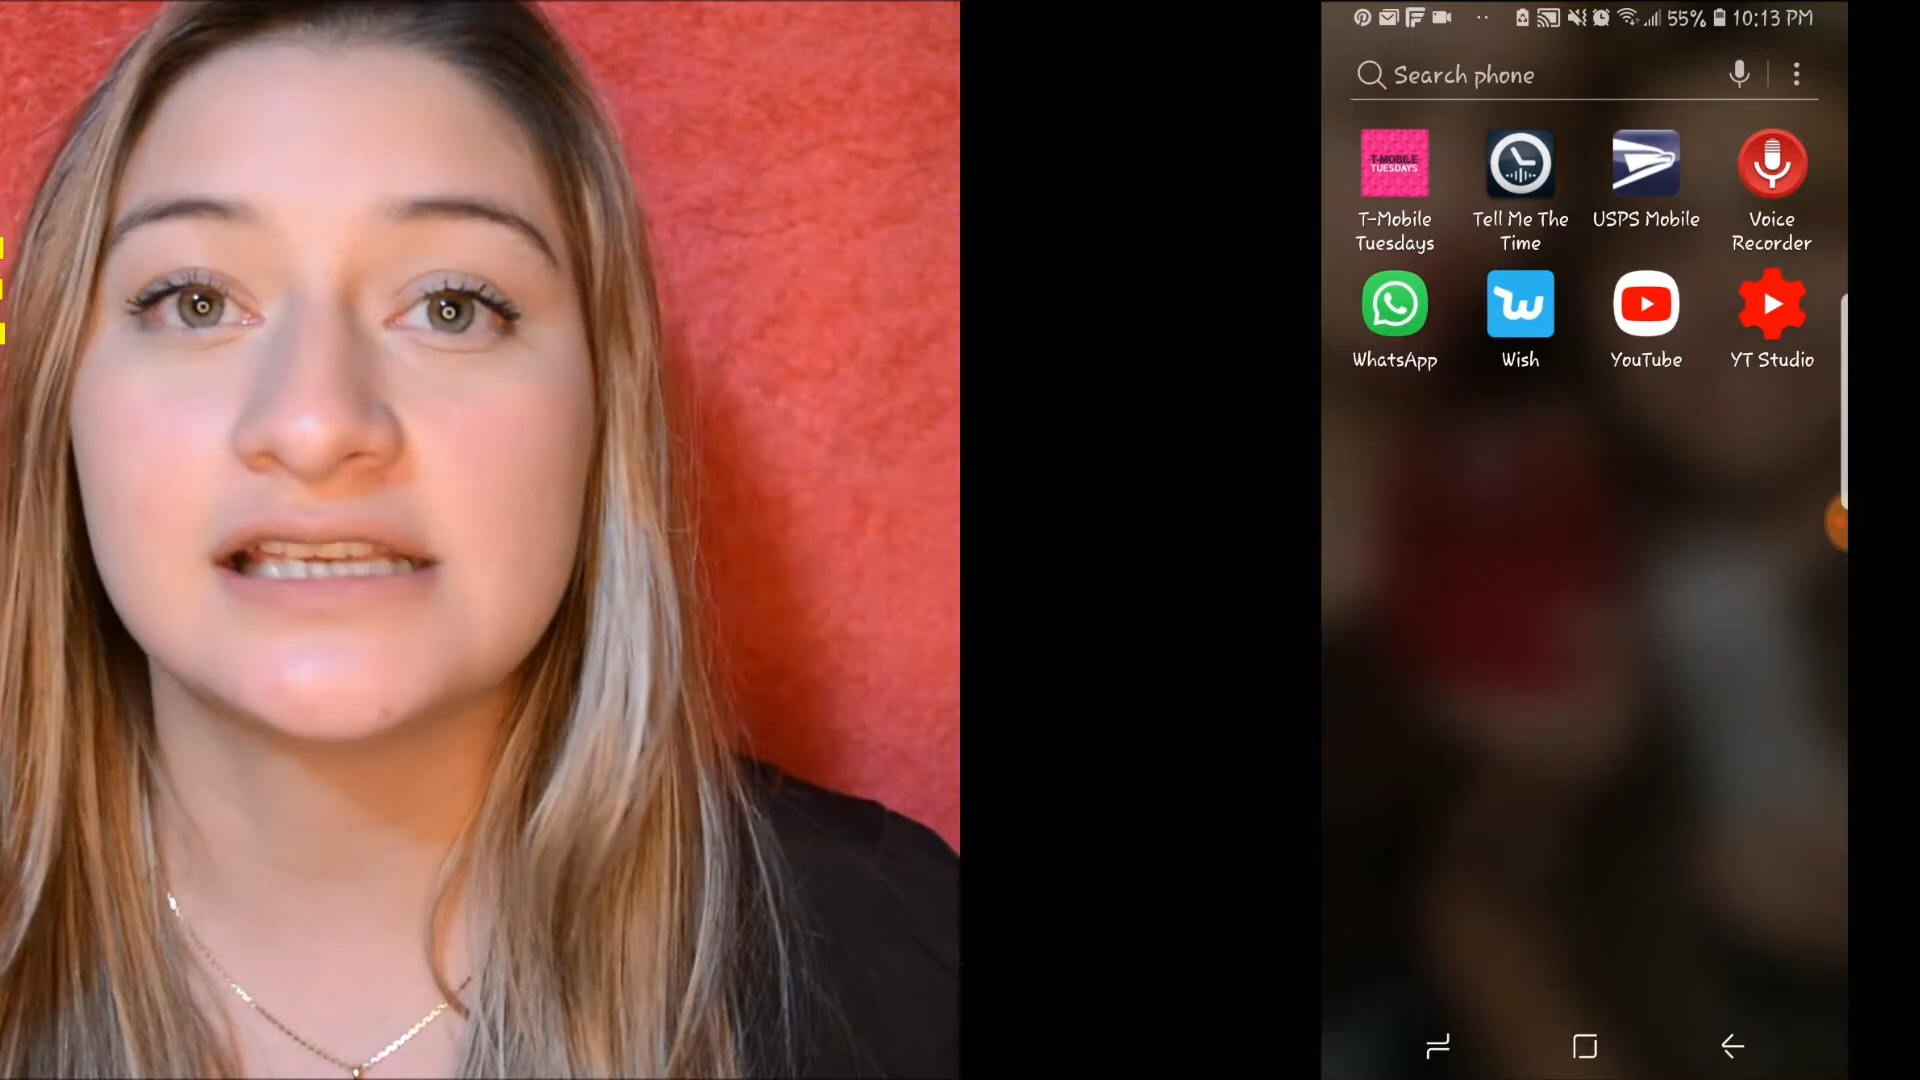 55% 10:13 PM
Search phone
T-MOBILE
TUESDAYS
T-Mobile Tuesdays
Tell Me The Time
USPS Mobile
Voice Recorder
WhatsApp
Wish
YouTube
YT Studio